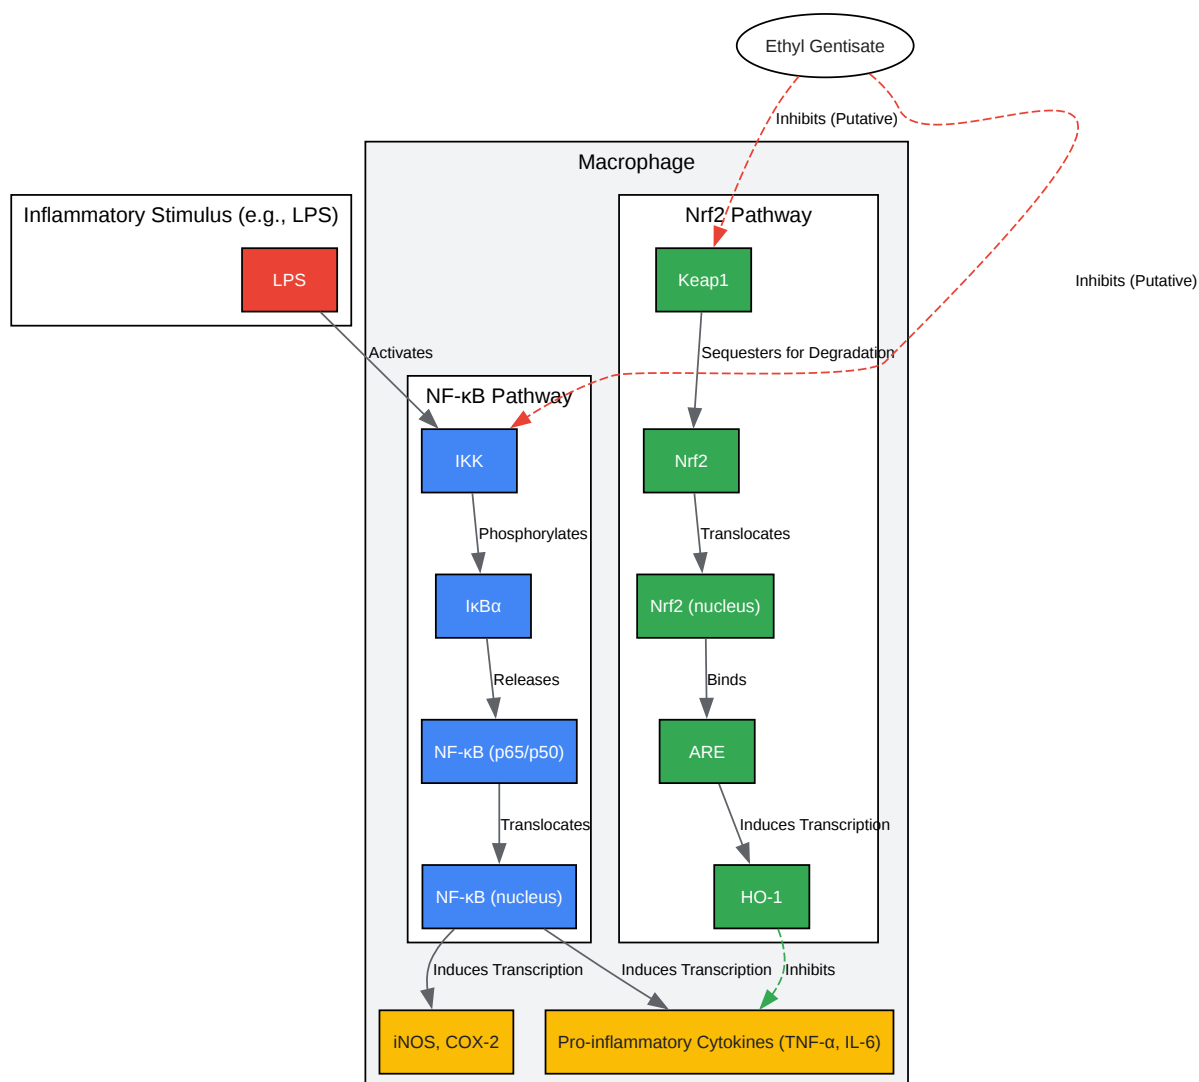 Ethyl Gentisate
Inhibits (Putative)
Macrophage
Inflammatory Stimulus (e.g., LPS)
Nrf2 Pathway
LPS
Keap1
Inhibits (Putative)
Activates
Sequesters for Degradation
NF-κB Pathway
IKK
Nrf2
Phosphorylates
Translocates
IκBα
Nrf2 (nucleus)
Releases
Binds
NF-κB (p65/p50)
ARE
Translocates
Induces Transcription
NF-κB (nucleus)
HO-1
Induces Transcription
Induces Transcription
Inhibits
iNOS, COX-2
Pro-inflammatory Cytokines (TNF-α, IL-6)